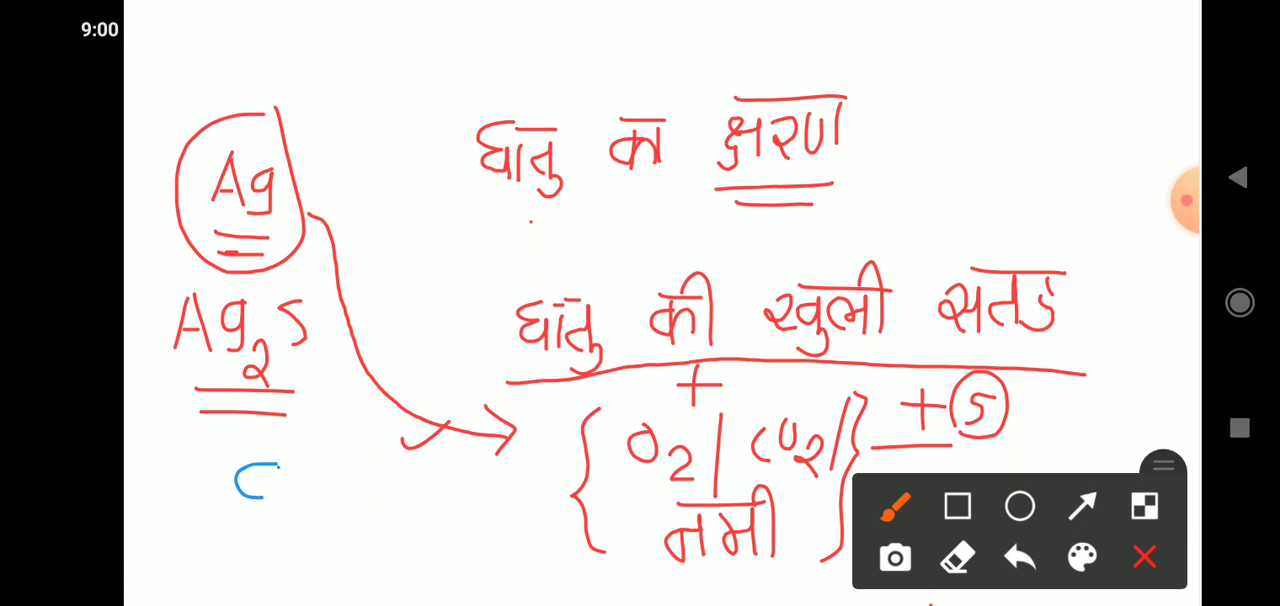 9:00
धातु का क्षरण
Ag
Ag₂S
धातु की खुली सतह
+
{ O₂ | CO₂ / } + S
नमी
C